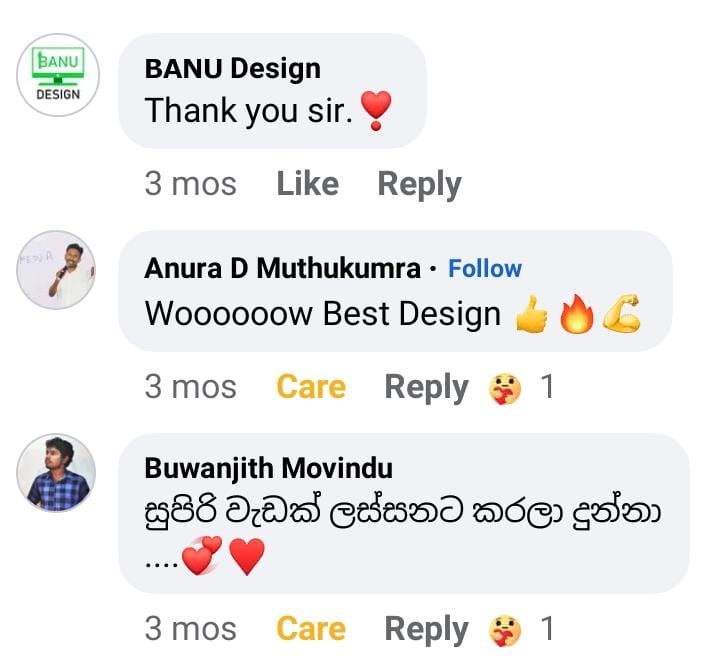 BANU
DESIGN
BANU Design
Thank you sir.❣️
3 mos Like Reply
MEDIA
Anura D Muthukumra · Follow
Woooooow Best Design 👍🔥💪
3 mos Care Reply 1
Buwanjith Movindu
සුපිරි වැඩක් ලස්සනට කරලා දුන්නා
....💞❤️
3 mos Care Reply 1